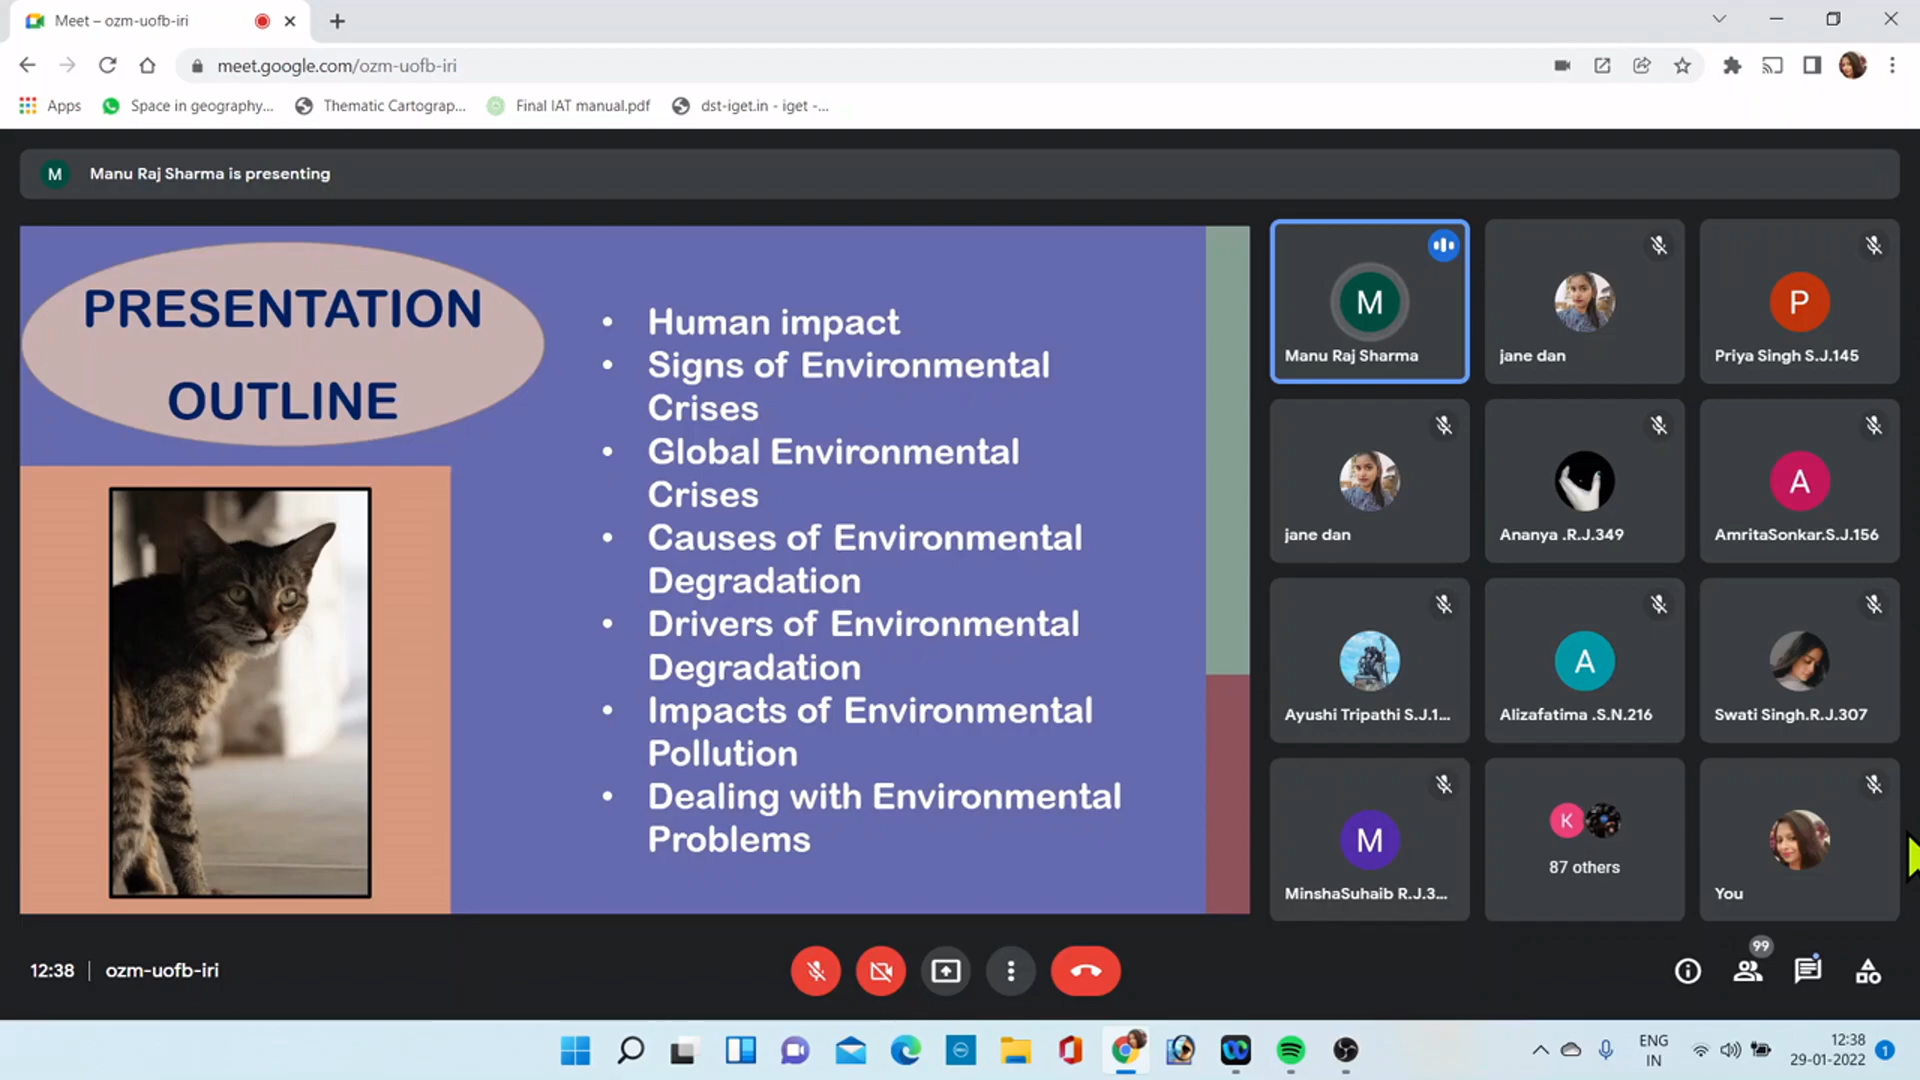 Meet – ozm-uofb-iri
meet.google.com/ozm-uofb-iri
Apps
Space in geography...
Thematic Cartograp...
Final IAT manual.pdf
dst-iget.in - iget -...
M
Manu Raj Sharma is presenting
PRESENTATION
OUTLINE
• Human impact
• Signs of Environmental
Crises
• Global Environmental
Crises
• Causes of Environmental
Degradation
• Drivers of Environmental
Degradation
• Impacts of Environmental
Pollution
• Dealing with Environmental
Problems
M
Manu Raj Sharma
jane dan
P
Priya Singh S.J.145
jane dan
Ananya .R.J.349
A
AmritaSonkar.S.J.156
Ayushi Tripathi S.J.1...
A
Alizafatima .S.N.216
Swati Singh.R.J.307
M
MinshaSuhaib R.J.3...
K
87 others
You
12:38 | ozm-uofb-iri
99
ENG
IN
12:38
29-01-2022
1